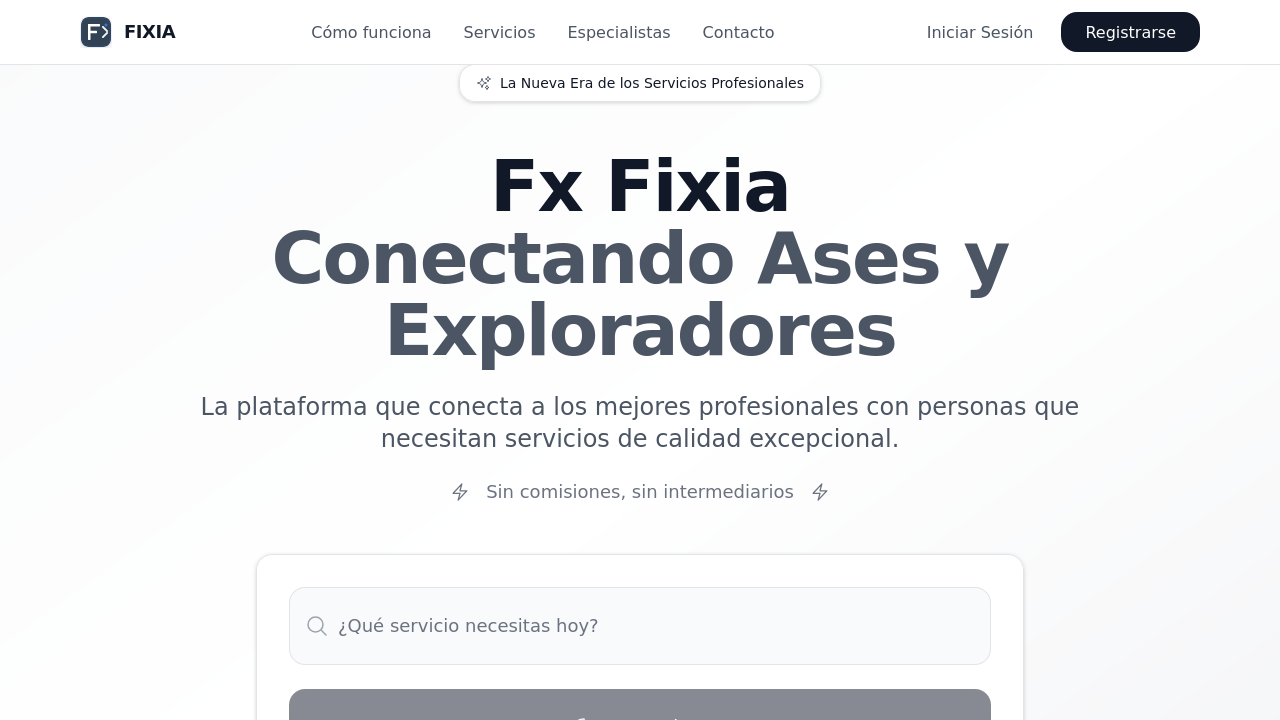 FIXIA
Cómo funciona
Servicios
Especialistas
Contacto
Iniciar Sesión
Registrarse
La Nueva Era de los Servicios Profesionales
Fx Fixia
Conectando Ases y
Exploradores
La plataforma que conecta a los mejores profesionales con personas que
necesitan servicios de calidad excepcional.
Sin comisiones, sin intermediarios
¿Qué servicio necesitas hoy?